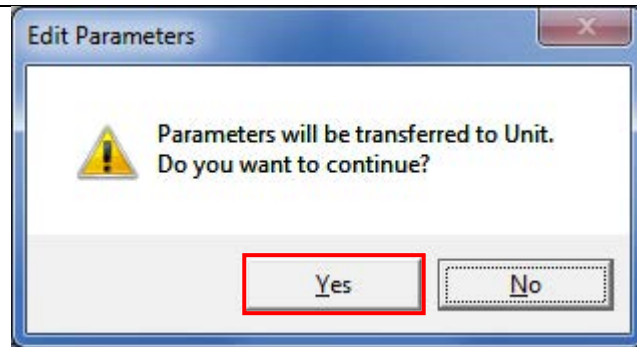 Edit Parameters
Parameters will be transferred to Unit.
Do you want to continue?
Yes
No